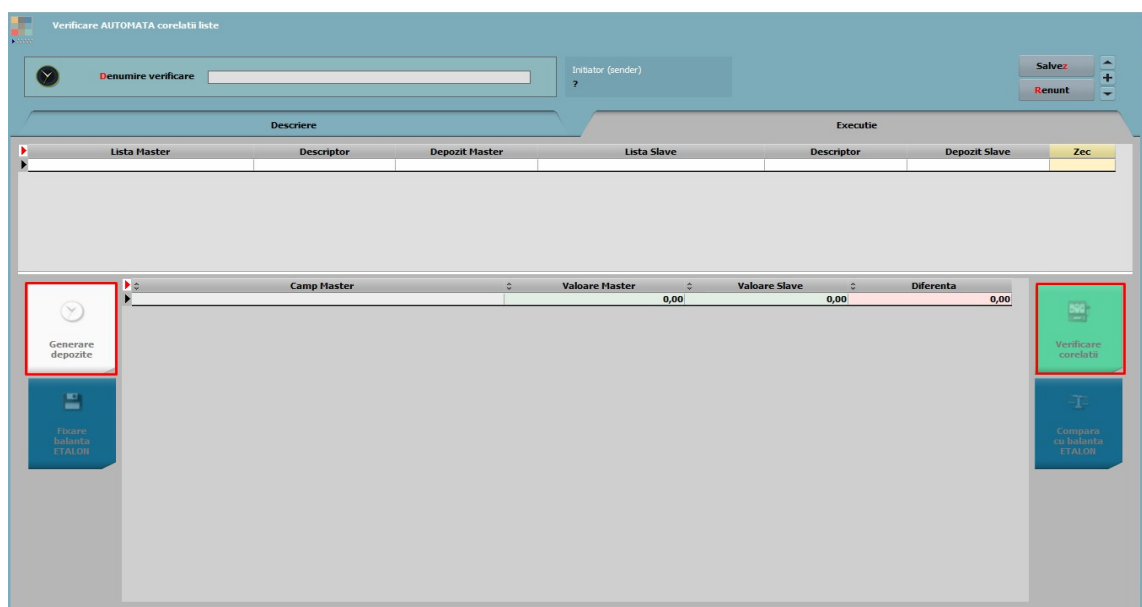 Verificare AUTOMATA corelatii liste
Denumire verificare
Initiator (sender)
?
Salvez
Renunt
Descriere Executie
Lista Master Descriptor Depozit Master Lista Slave Descriptor Depozit Slave Zec
Camp Master Valoare Master Valoare Slave Diferenta
0,00 0,00 0,00
Generare
depozite
Verificare
corelatii
Fixare
balanta
ETALON
Compara
cu balanta
ETALON